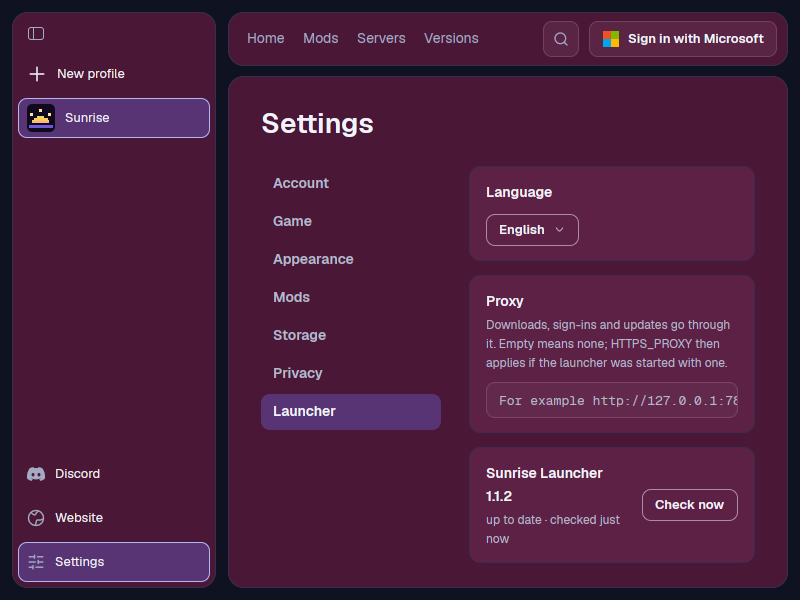 New profile
Sunrise
Discord
Website
Settings
Home Mods Servers Versions
Sign in with Microsoft
Settings
Account
Game
Appearance
Mods
Storage
Privacy
Launcher
Language
English
Proxy
Downloads, sign-ins and updates go through
it. Empty means none; HTTPS_PROXY then
applies if the launcher was started with one.
For example http://127.0.0.1:78
Sunrise Launcher
1.1.2
up to date · checked just
now
Check now